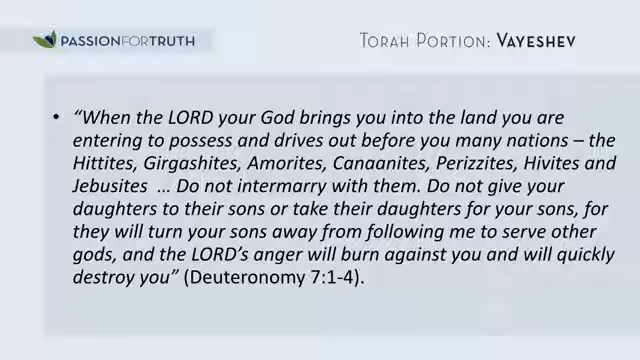 PASSIONFORTRUTH
TORAH PORTION: VAYESHEV
• “When the LORD your God brings you into the land you are
entering to possess and drives out before you many nations – the
Hittites, Girgashites, Amorites, Canaanites, Perizzites, Hivites and
Jebusites … Do not intermarry with them. Do not give your
daughters to their sons or take their daughters for your sons, for
they will turn your sons away from following me to serve other
gods, and the LORD’s anger will burn against you and will quickly
destroy you” (Deuteronomy 7:1-4).